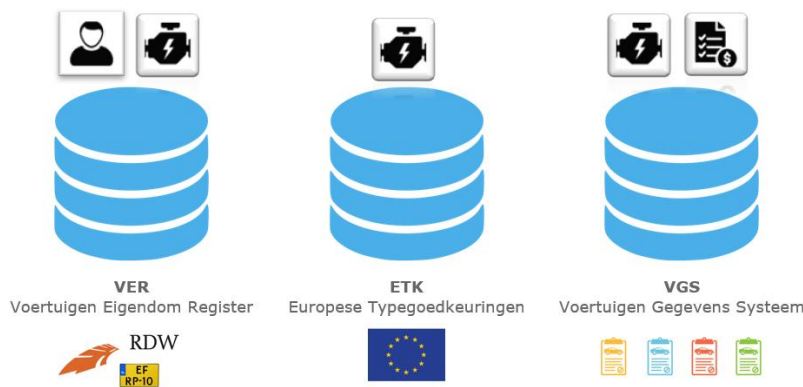 VER
Voertuigen Eigendom Register
RDW
EF
RP-10
ETK
Europese Typegoedkeuringen
VGS
Voertuigen Gegevens Systeem